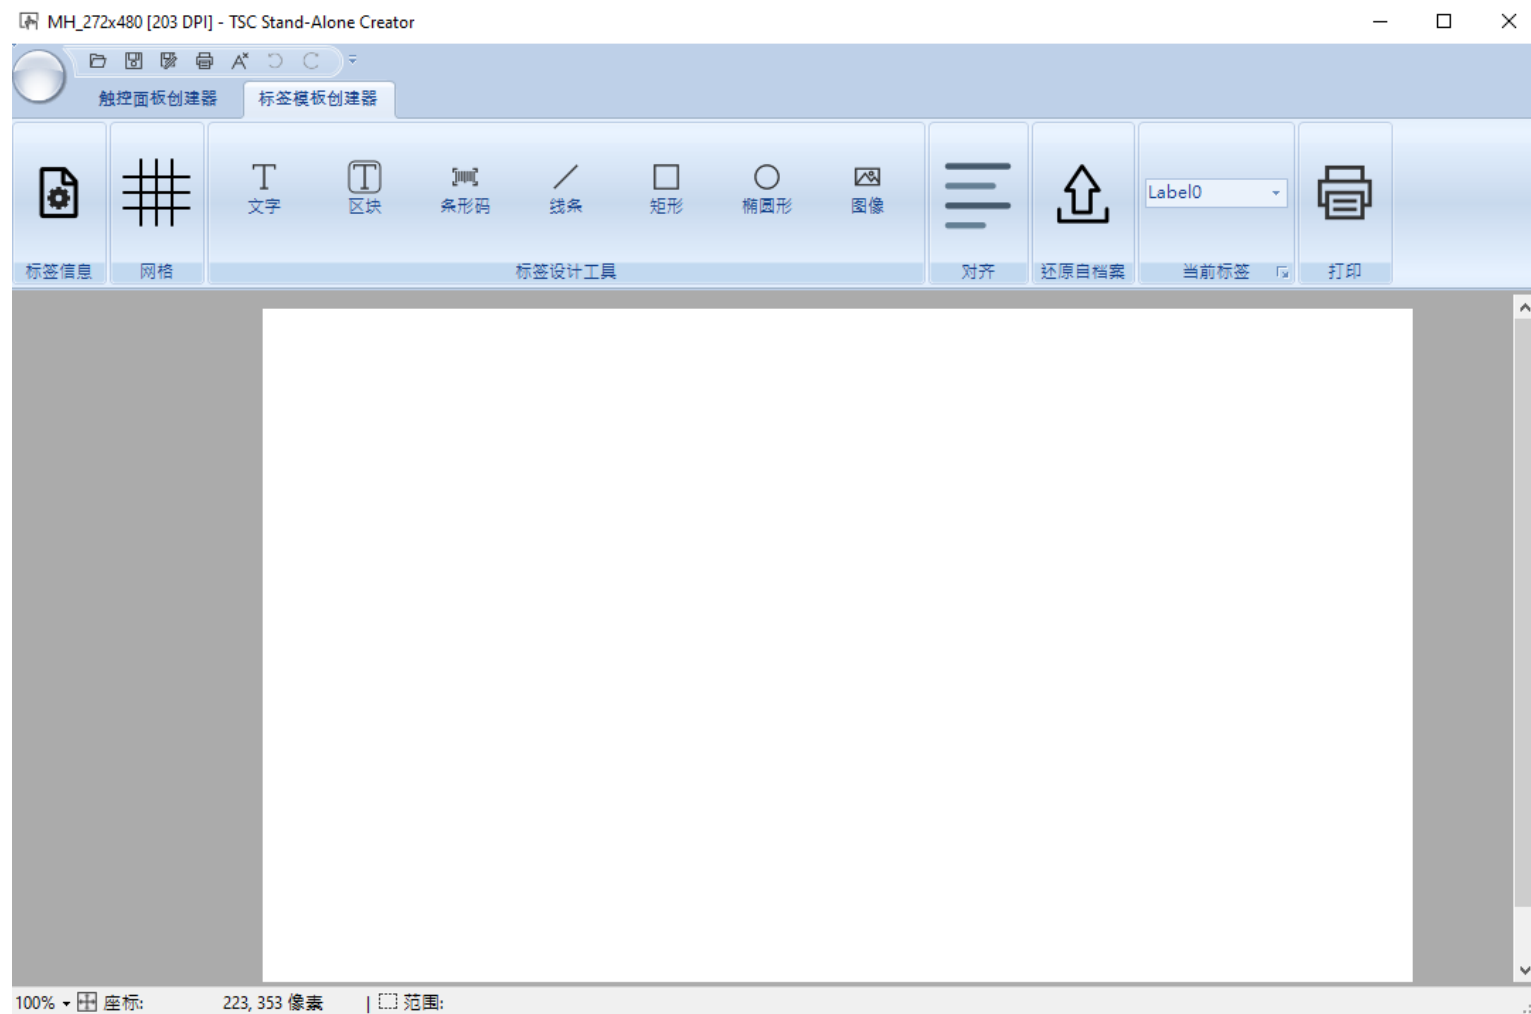 MH_272x480 [203 DPI] - TSC Stand-Alone Creator
触控面板创建器 标签模板创建器
文字 区块 条形码 线条 矩形 椭圆形 图像 Label0
标签信息 网格 标签设计工具 对齐 还原自档案 当前标签 打印
100% 座标: 223, 353 像素 | 范围: